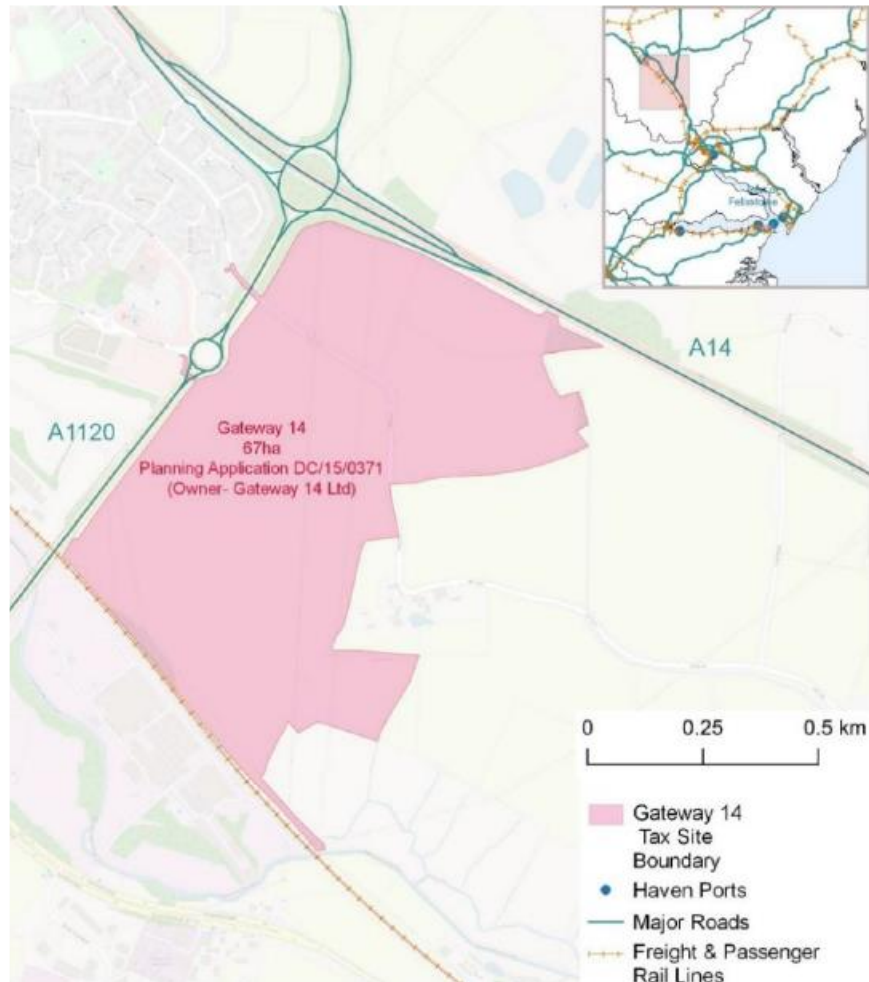 Felixstowe
A14
A1120
Gateway 14
67ha
Planning Application DC/15/0371
(Owner- Gateway 14 Ltd)
0 0.25 0.5 km
Gateway 14
Tax Site
Boundary
Haven Ports
Major Roads
Freight & Passenger
Rail Lines